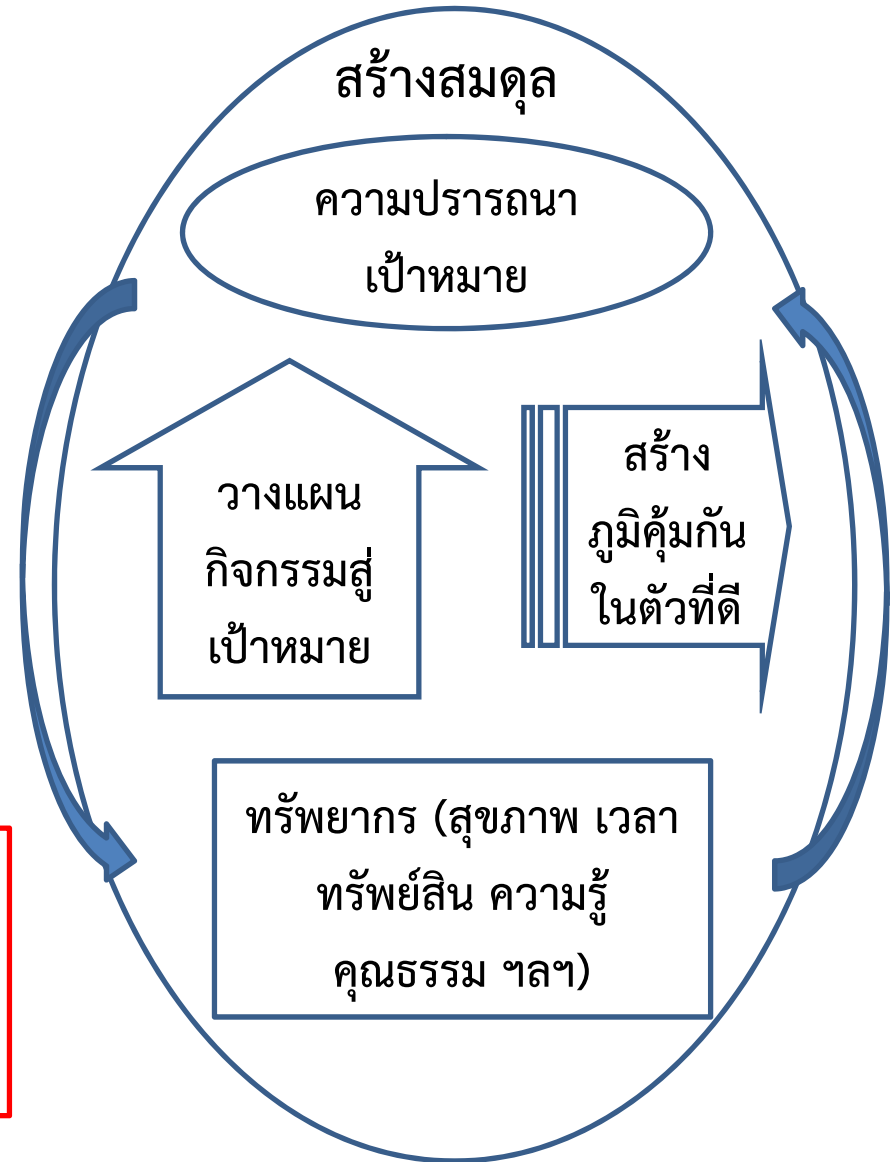 สร้างสมดุล
ความปรารถนา
เป้าหมาย
วางแผน
กิจกรรมสู่
เป้าหมาย
สร้าง
ภูมิคุ้มกัน
ในตัวที่ดี
ทรัพยากร (สุขภาพ เวลา
ทรัพย์สิน ความรู้
คุณธรรม ฯลฯ)